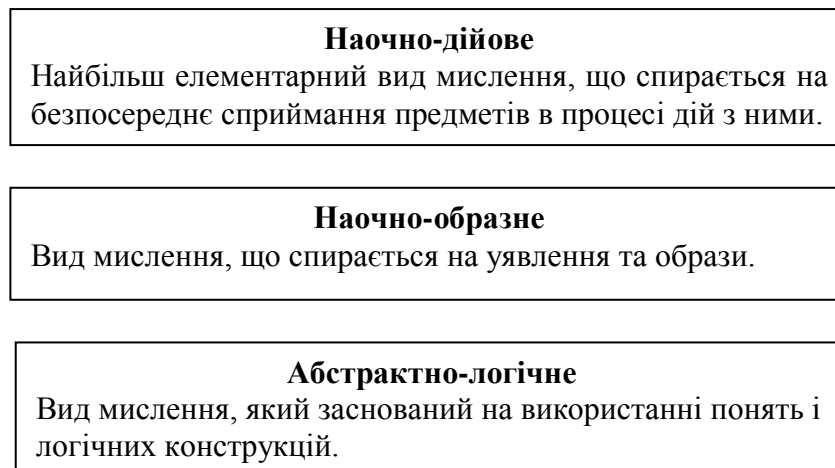 Наочно-дійове
Найбільш елементарний вид мислення, що спирається на
безпосереднє сприймання предметів в процесі дій з ними.
Наочно-образне
Вид мислення, що спирається на уявлення та образи.
Абстрактно-логічне
Вид мислення, який заснований на використанні понять і
логічних конструкцій.